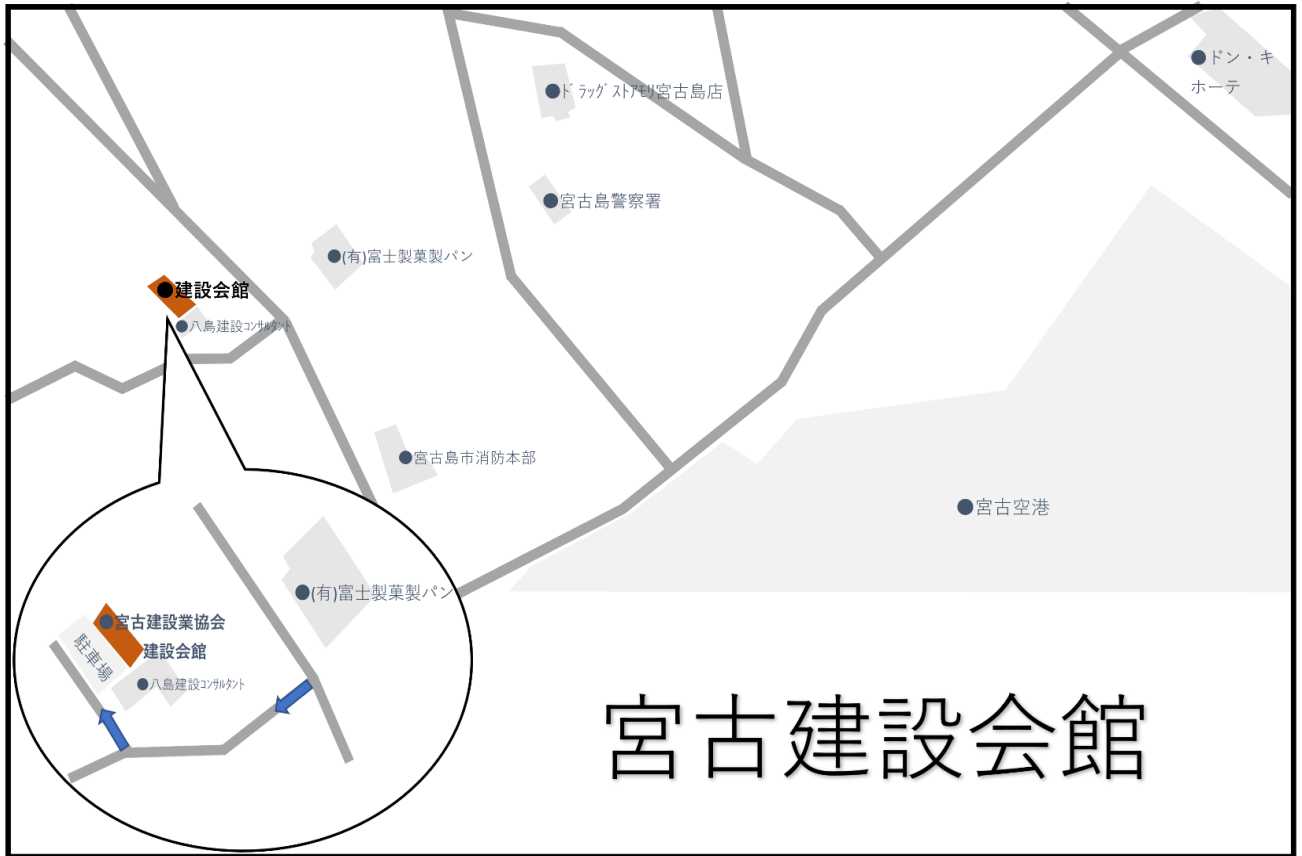 ドン・キ
ホーテ
ドラッグストアモリ宮古島店
宮古島警察署
(有)富士製菓製パン
建設会館
八島建設コンサルタント
宮古島市消防本部
宮古空港
(有)富士製菓製パン
宮古建設業協会
建設会館
駐車場
八島建設コンサルタント
宮古建設会館